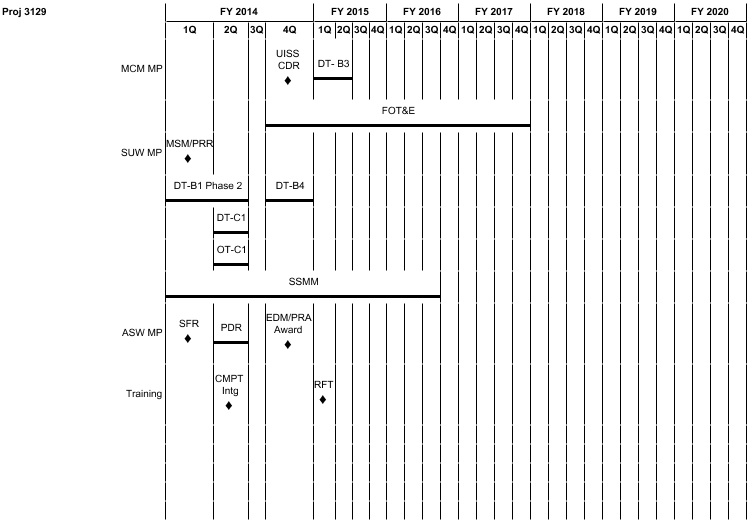 Proj 3129
FY 2014 FY 2015 FY 2016 FY 2017 FY 2018 FY 2019 FY 2020
1Q 2Q 3Q 4Q 1Q 2Q 3Q 4Q 1Q 2Q 3Q 4Q 1Q 2Q 3Q 4Q 1Q 2Q 3Q 4Q 1Q 2Q 3Q 4Q 1Q 2Q 3Q 4Q
MCM MP
UISS
CDR
DT- B3
FOT&E
SUW MP
MSM/PRR
DT-B1 Phase 2
DT-B4
DT-C1
OT-C1
SSMM
ASW MP
SFR
PDR
EDM/PRA
Award
Training
CMPT
Intg
RFT